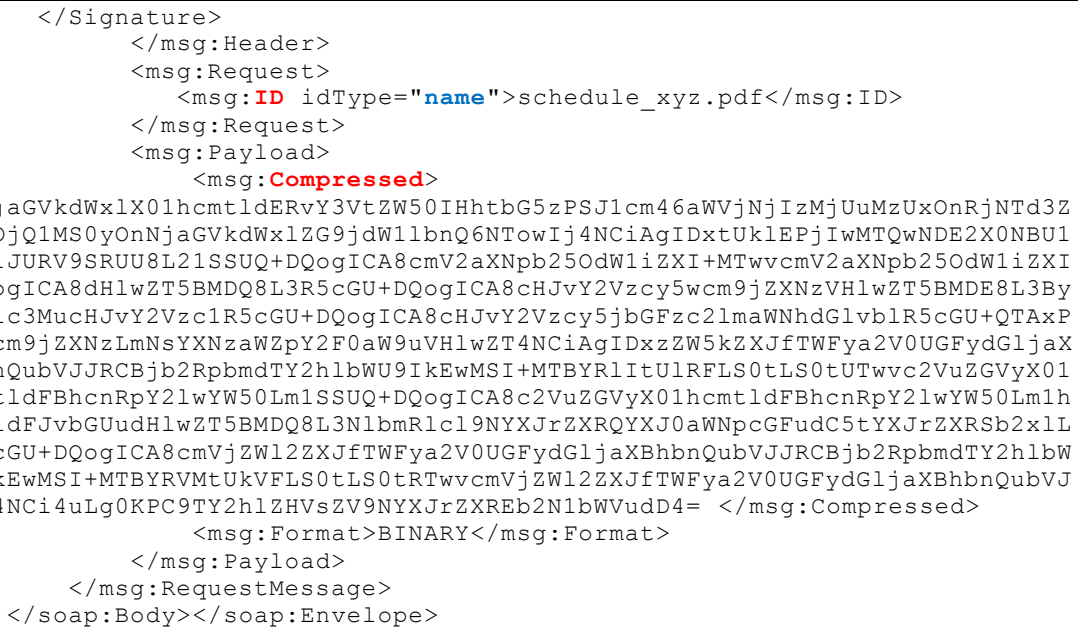 </Signature>
</msg:Header>
<msg:Request>
<msg:ID idType="name">schedule_xyz.pdf</msg:ID>
</msg:Request>
<msg:Payload>
<msg:Compressed>
jaGVkdWxlX01hcmtldERvY3VtZW50IHhtbG5zPSJ1cm46aWVjNjIzMjUuMzUxOnRjNTd3Z
DjQ1MS0yOnNjaGVkdWxlZG9jdW1lbnQ6NTowIj4NCiAgIDxtUklEPjIwMTQwNDE2X0NBU1
lJURV9SRUU8L21SSUQ+DQogICA8cmV2aXNpb25OdW1iZXI+MTwvcmV2aXNpb25OdW1iZXI
ogICA8dHlwZT5BMDQ8L3R5cGU+DQogICA8cHJvY2Vzcy5wcm9jZXNzVHlwZT5BMDE8L3By
lc3MucHJvY2Vzc1R5cGU+DQogICA8cHJvY2Vzcy5jbGFzc2lmaWNhdGlvblR5cGU+QTAxP
cm9jZXNzLmNsYXNzaWZpY2F0aW9uVHlwZT4NCiAgIDxzZW5kZXJfTWFya2V0UGFydGljaX
nQubVJJRCBjb2RpbmdTY2hlbWU9IkEwMSI+MTBYRlItUlRFLS0tLS0tUTwvc2VuZGVyX01
tldFBhcnRpY2lwYW50Lm1SSUQ+DQogICA8c2VuZGVyX01hcmtldFBhcnRpY2lwYW50Lm1h
ldFJvbGUudHlwZT5BMDQ8L3NlbmRlcl9NYXJrZXRQYXJ0aWNpcGFudC5tYXJrZXRSb2xlL
cGU+DQogICA8cmVjZWl2ZXJfTWFya2V0UGFydGljaXBhbnQubVJJRCBjb2RpbmdTY2hlbW
kEwMSI+MTBYRVMtUkVFLS0tLS0tRTwvcmVjZWl2ZXJfTWFya2V0UGFydGljaXBhbnQubVJ
4NCi4uLg0KPC9TY2hlZHVsZV9NYXJrZXREb2N1bWVudD4= </msg:Compressed>
<msg:Format>BINARY</msg:Format>
</msg:Payload>
</msg:RequestMessage>
</soap:Body></soap:Envelope>